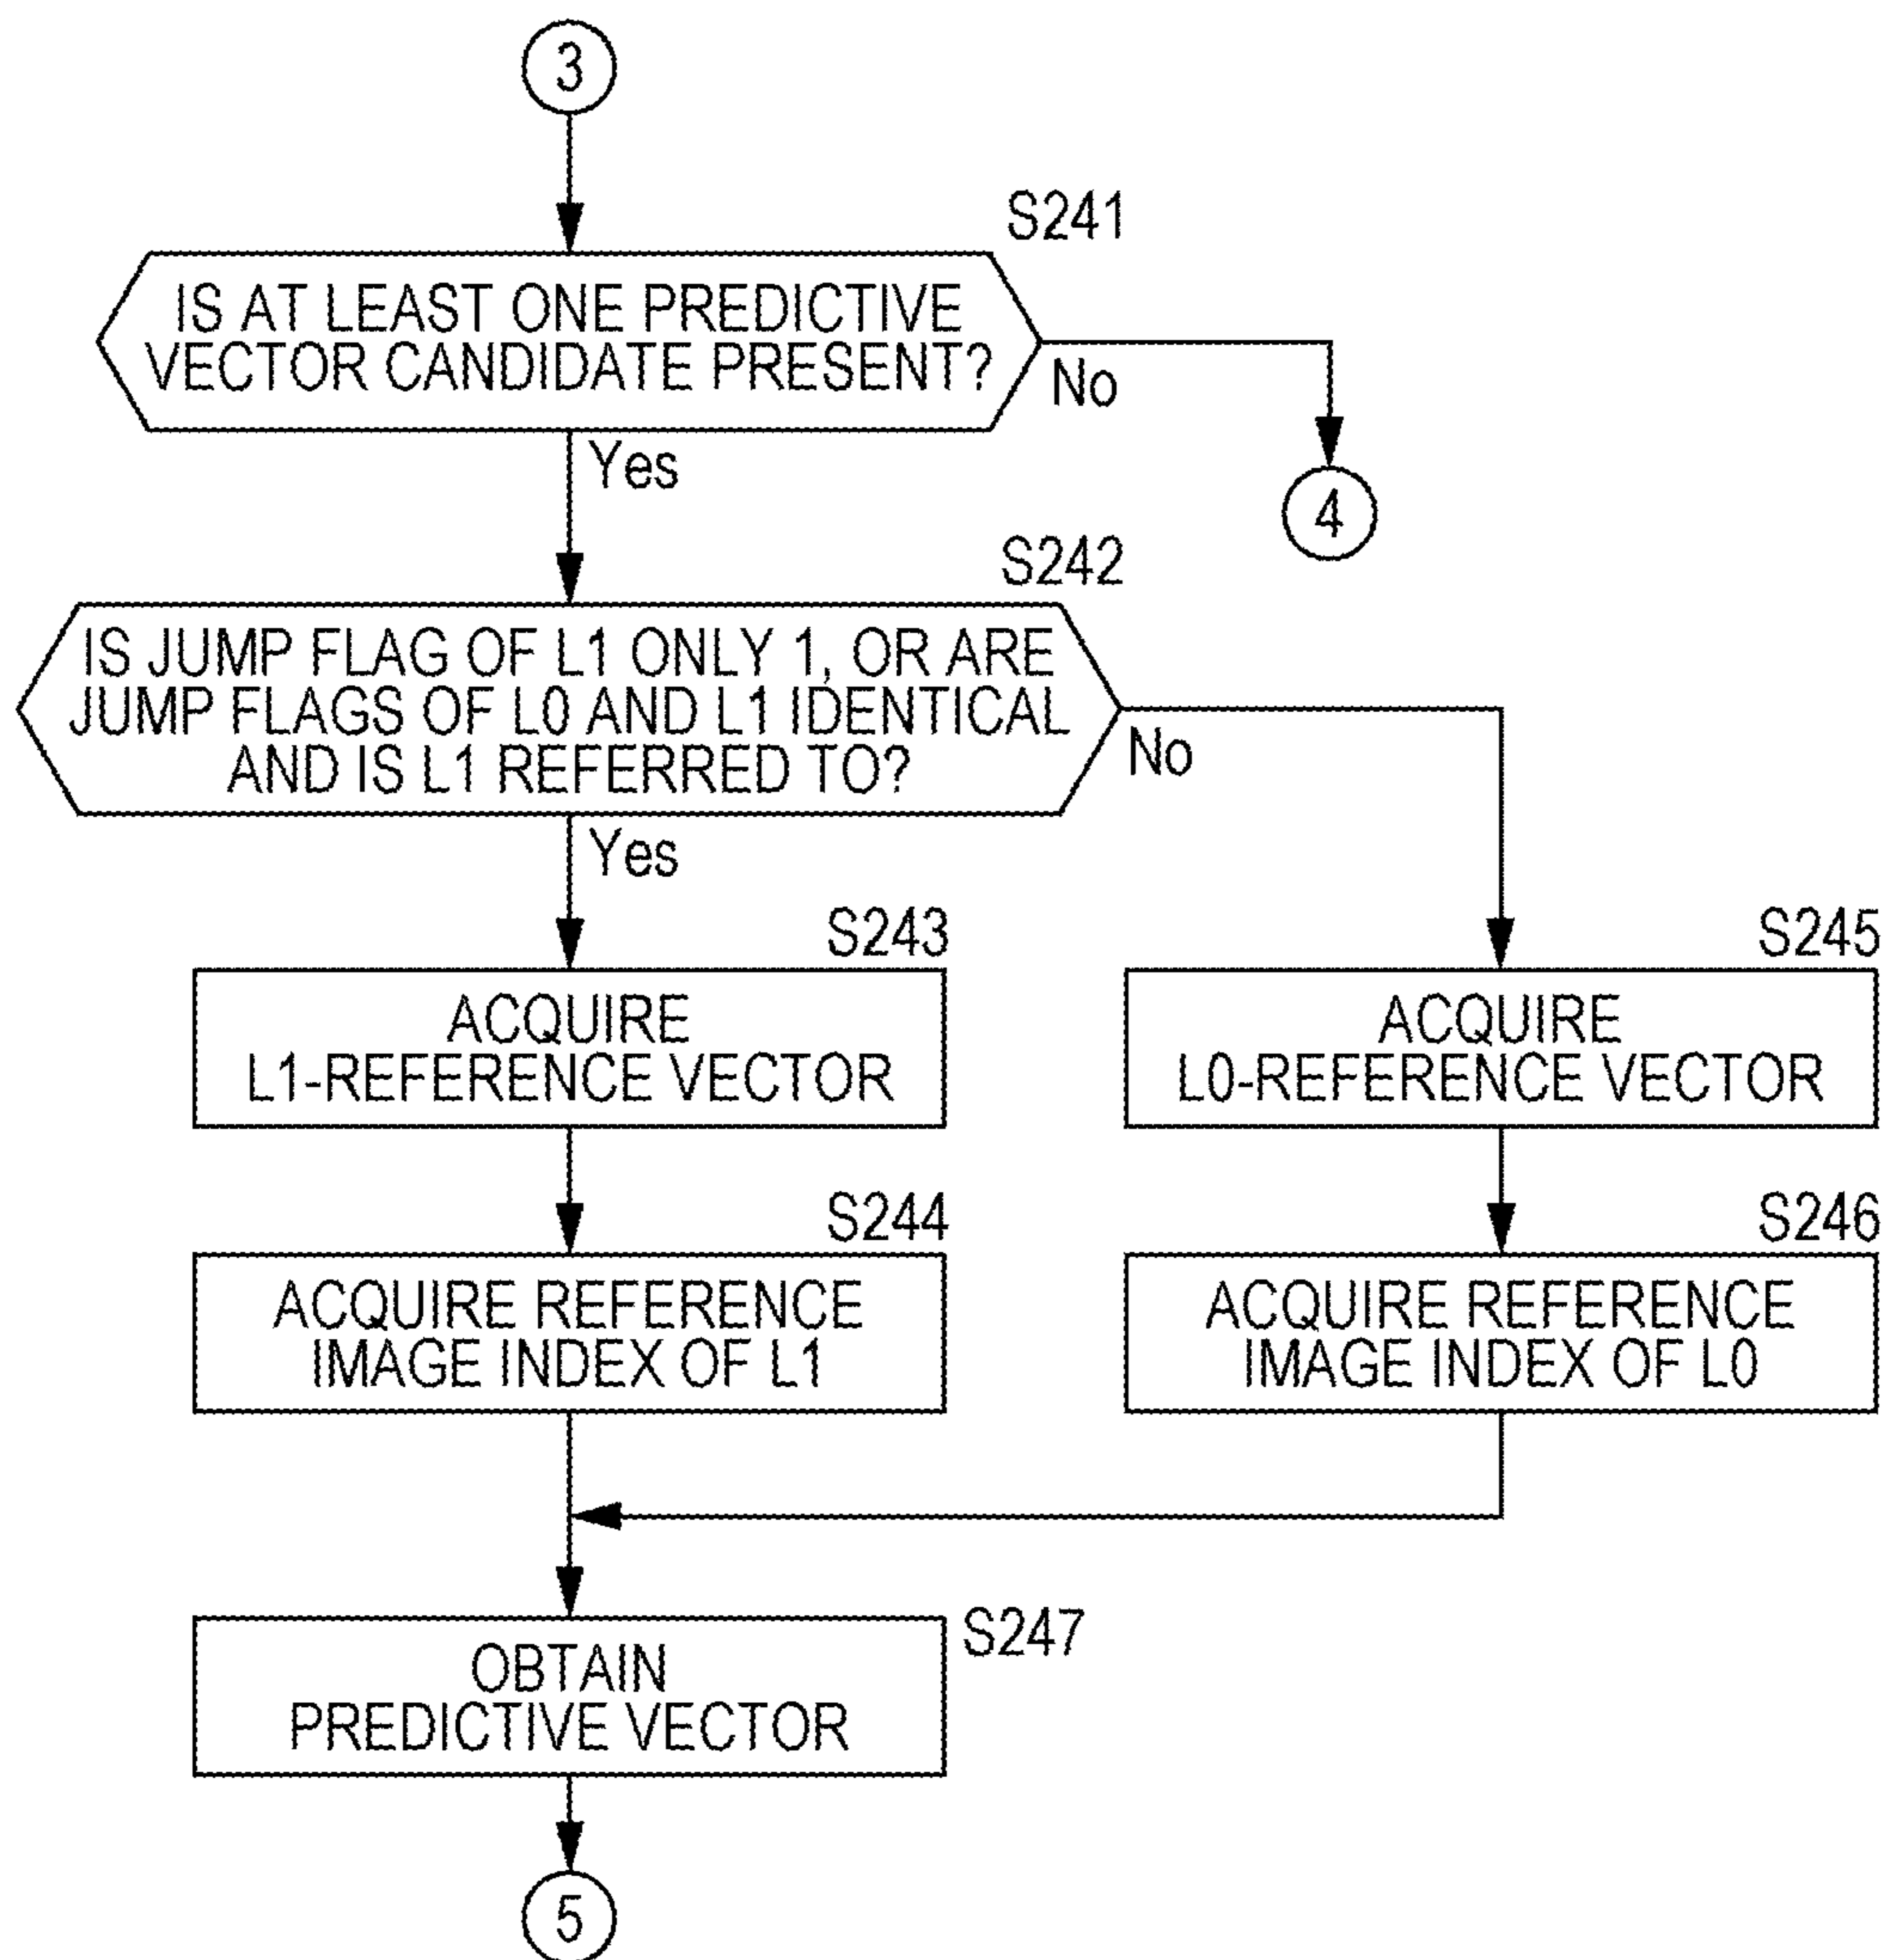 3
S241
IS AT LEAST ONE PREDICTIVE
VECTOR CANDIDATE PRESENT?
No
Yes
4
S242
IS JUMP FLAG OF L1 ONLY 1, OR ARE
JUMP FLAGS OF L0 AND L1 IDENTICAL
AND IS L1 REFERRED TO?
No
Yes
S243
ACQUIRE
L1-REFERENCE VECTOR
S245
ACQUIRE
L0-REFERENCE VECTOR
S244
ACQUIRE REFERENCE
IMAGE INDEX OF L1
S246
ACQUIRE REFERENCE
IMAGE INDEX OF L0
S247
OBTAIN
PREDICTIVE VECTOR
5